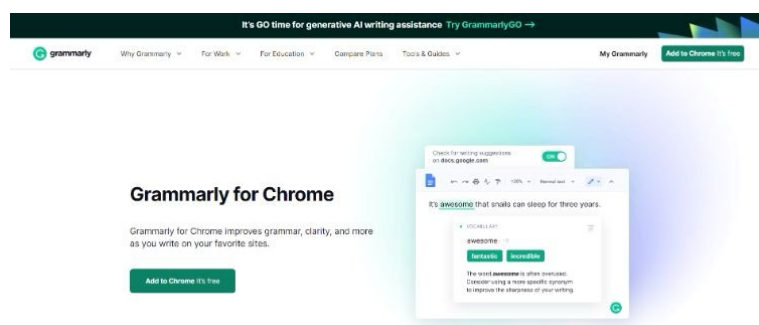 It's GO time for generative AI writing assistance Try GrammarlyGO →
grammarly Why Grammarly For Work For Education Compare Plans Tools & Guides My Grammarly Add to Chrome It's free
Check for writing suggestions
on docs.google.com
ON
100% Normal text
Grammarly for Chrome
It's awesome that snails can sleep for three years.
Grammarly for Chrome improves grammar, clarity, and more
as you write on your favorite sites.
VOCABULARY
awesome
fantastic incredible
Add to Chrome It's free
The word awesome is often overused.
Consider using a more specific synonym
to improve the sharpness of your writing.